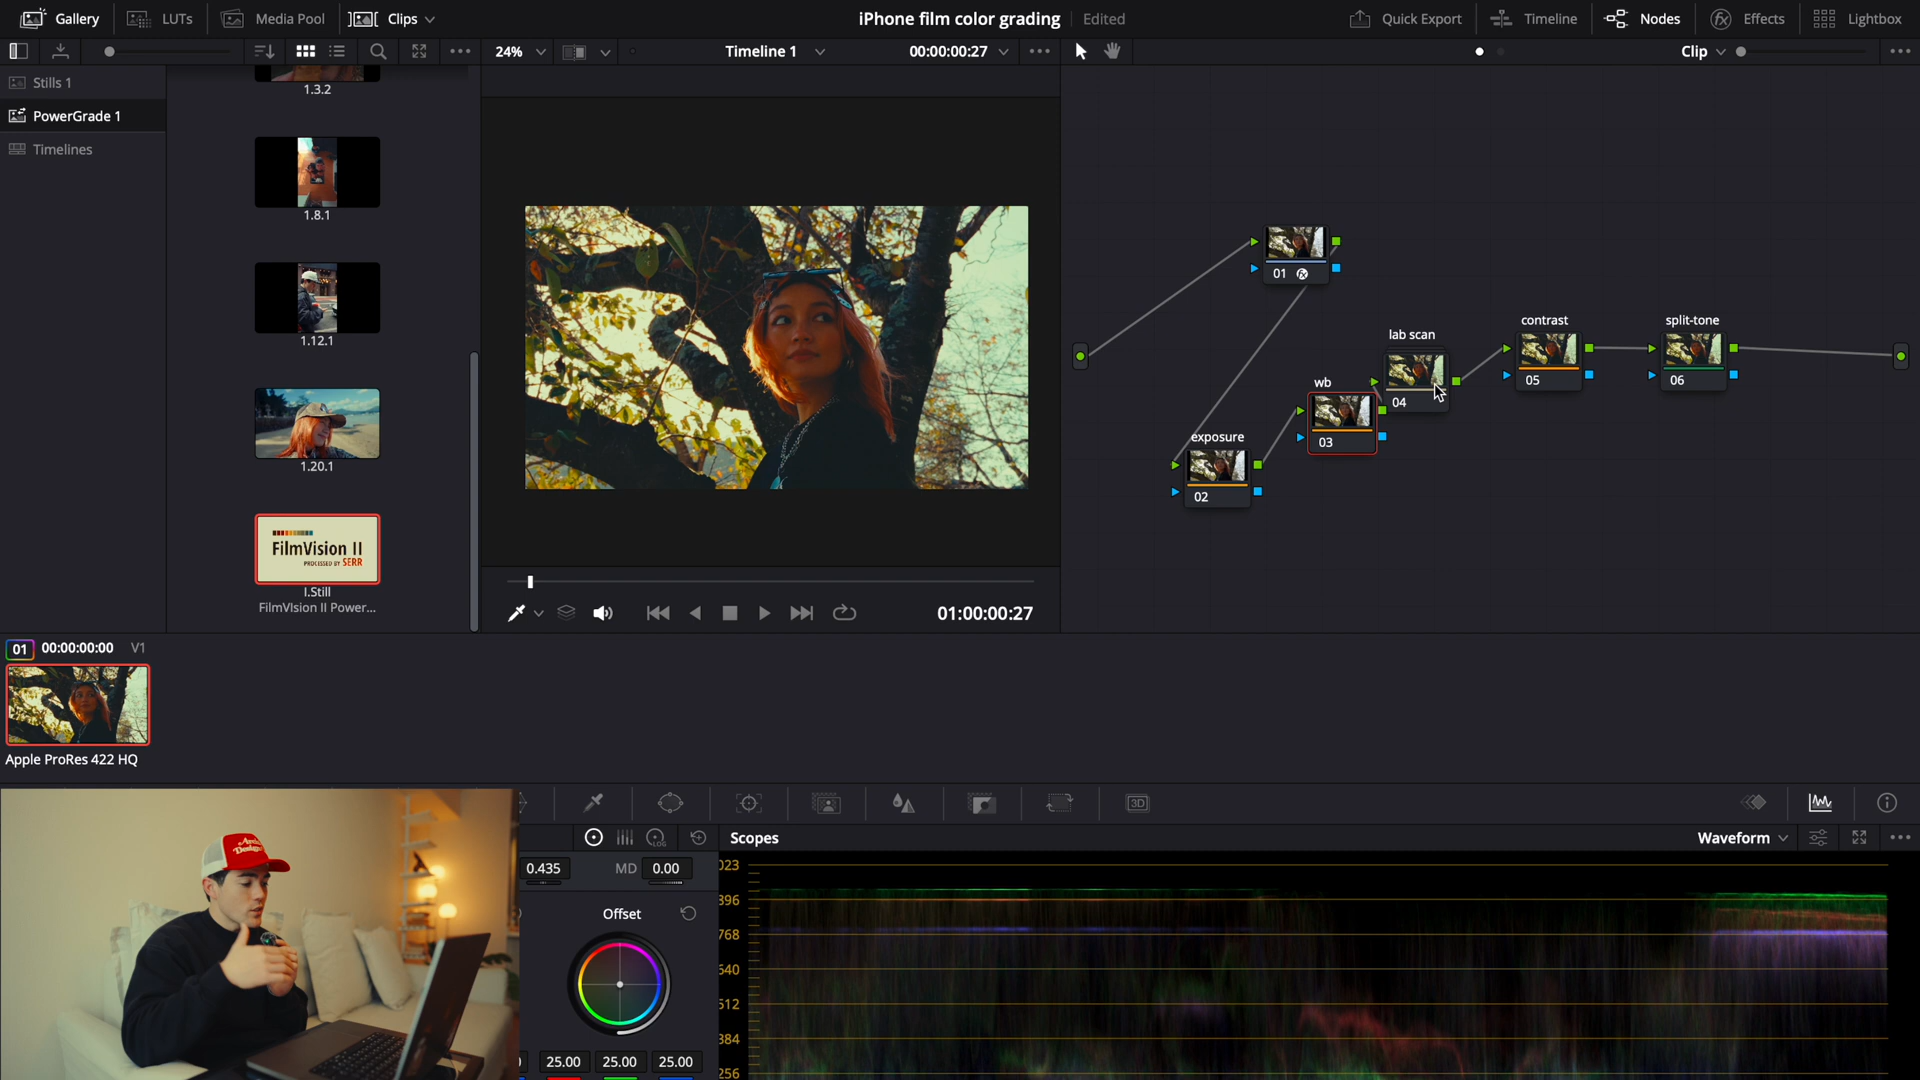 Gallery
LUTs
Media Pool
Clips
iPhone film color grading
Edited
Quick Export
Timeline
Nodes
Effects
Lightbox
24%
Timeline 1
00:00:00:27
Clip
Stills 1
PowerGrade 1
Timelines
1.3.2
1.8.1
1.12.1
1.20.1
FilmVision II
PROCESSED BY SERR
I.Still
FilmVIsion II Power...
01:00:00:27
01
exposure
02
wb
03
lab scan
04
contrast
05
split-tone
06
01 00:00:00:00 V1
Apple ProRes 422 HQ
3D
LOG
Scopes
Waveform
0.435
MD 0.00
Offset
25.00 25.00 25.00
023
896
768
640
512
384
256